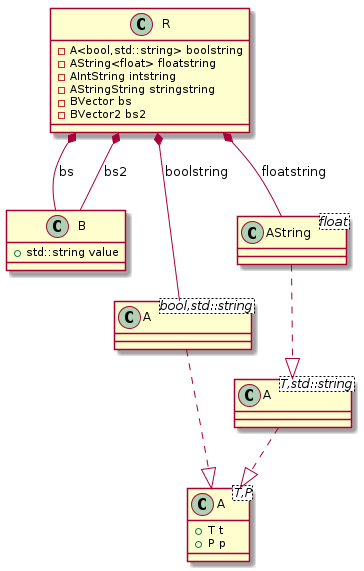 C R
A<bool,std::string> boolstring
AString<float> floatstring
AIntString intstring
AStringString stringstring
BVector bs
BVector2 bs2
bs
bs2
boolstring
floatstring
C B
std::string value
C AString float
C A bool,std::string
C A T,std::string
C A T,P
T t
P p